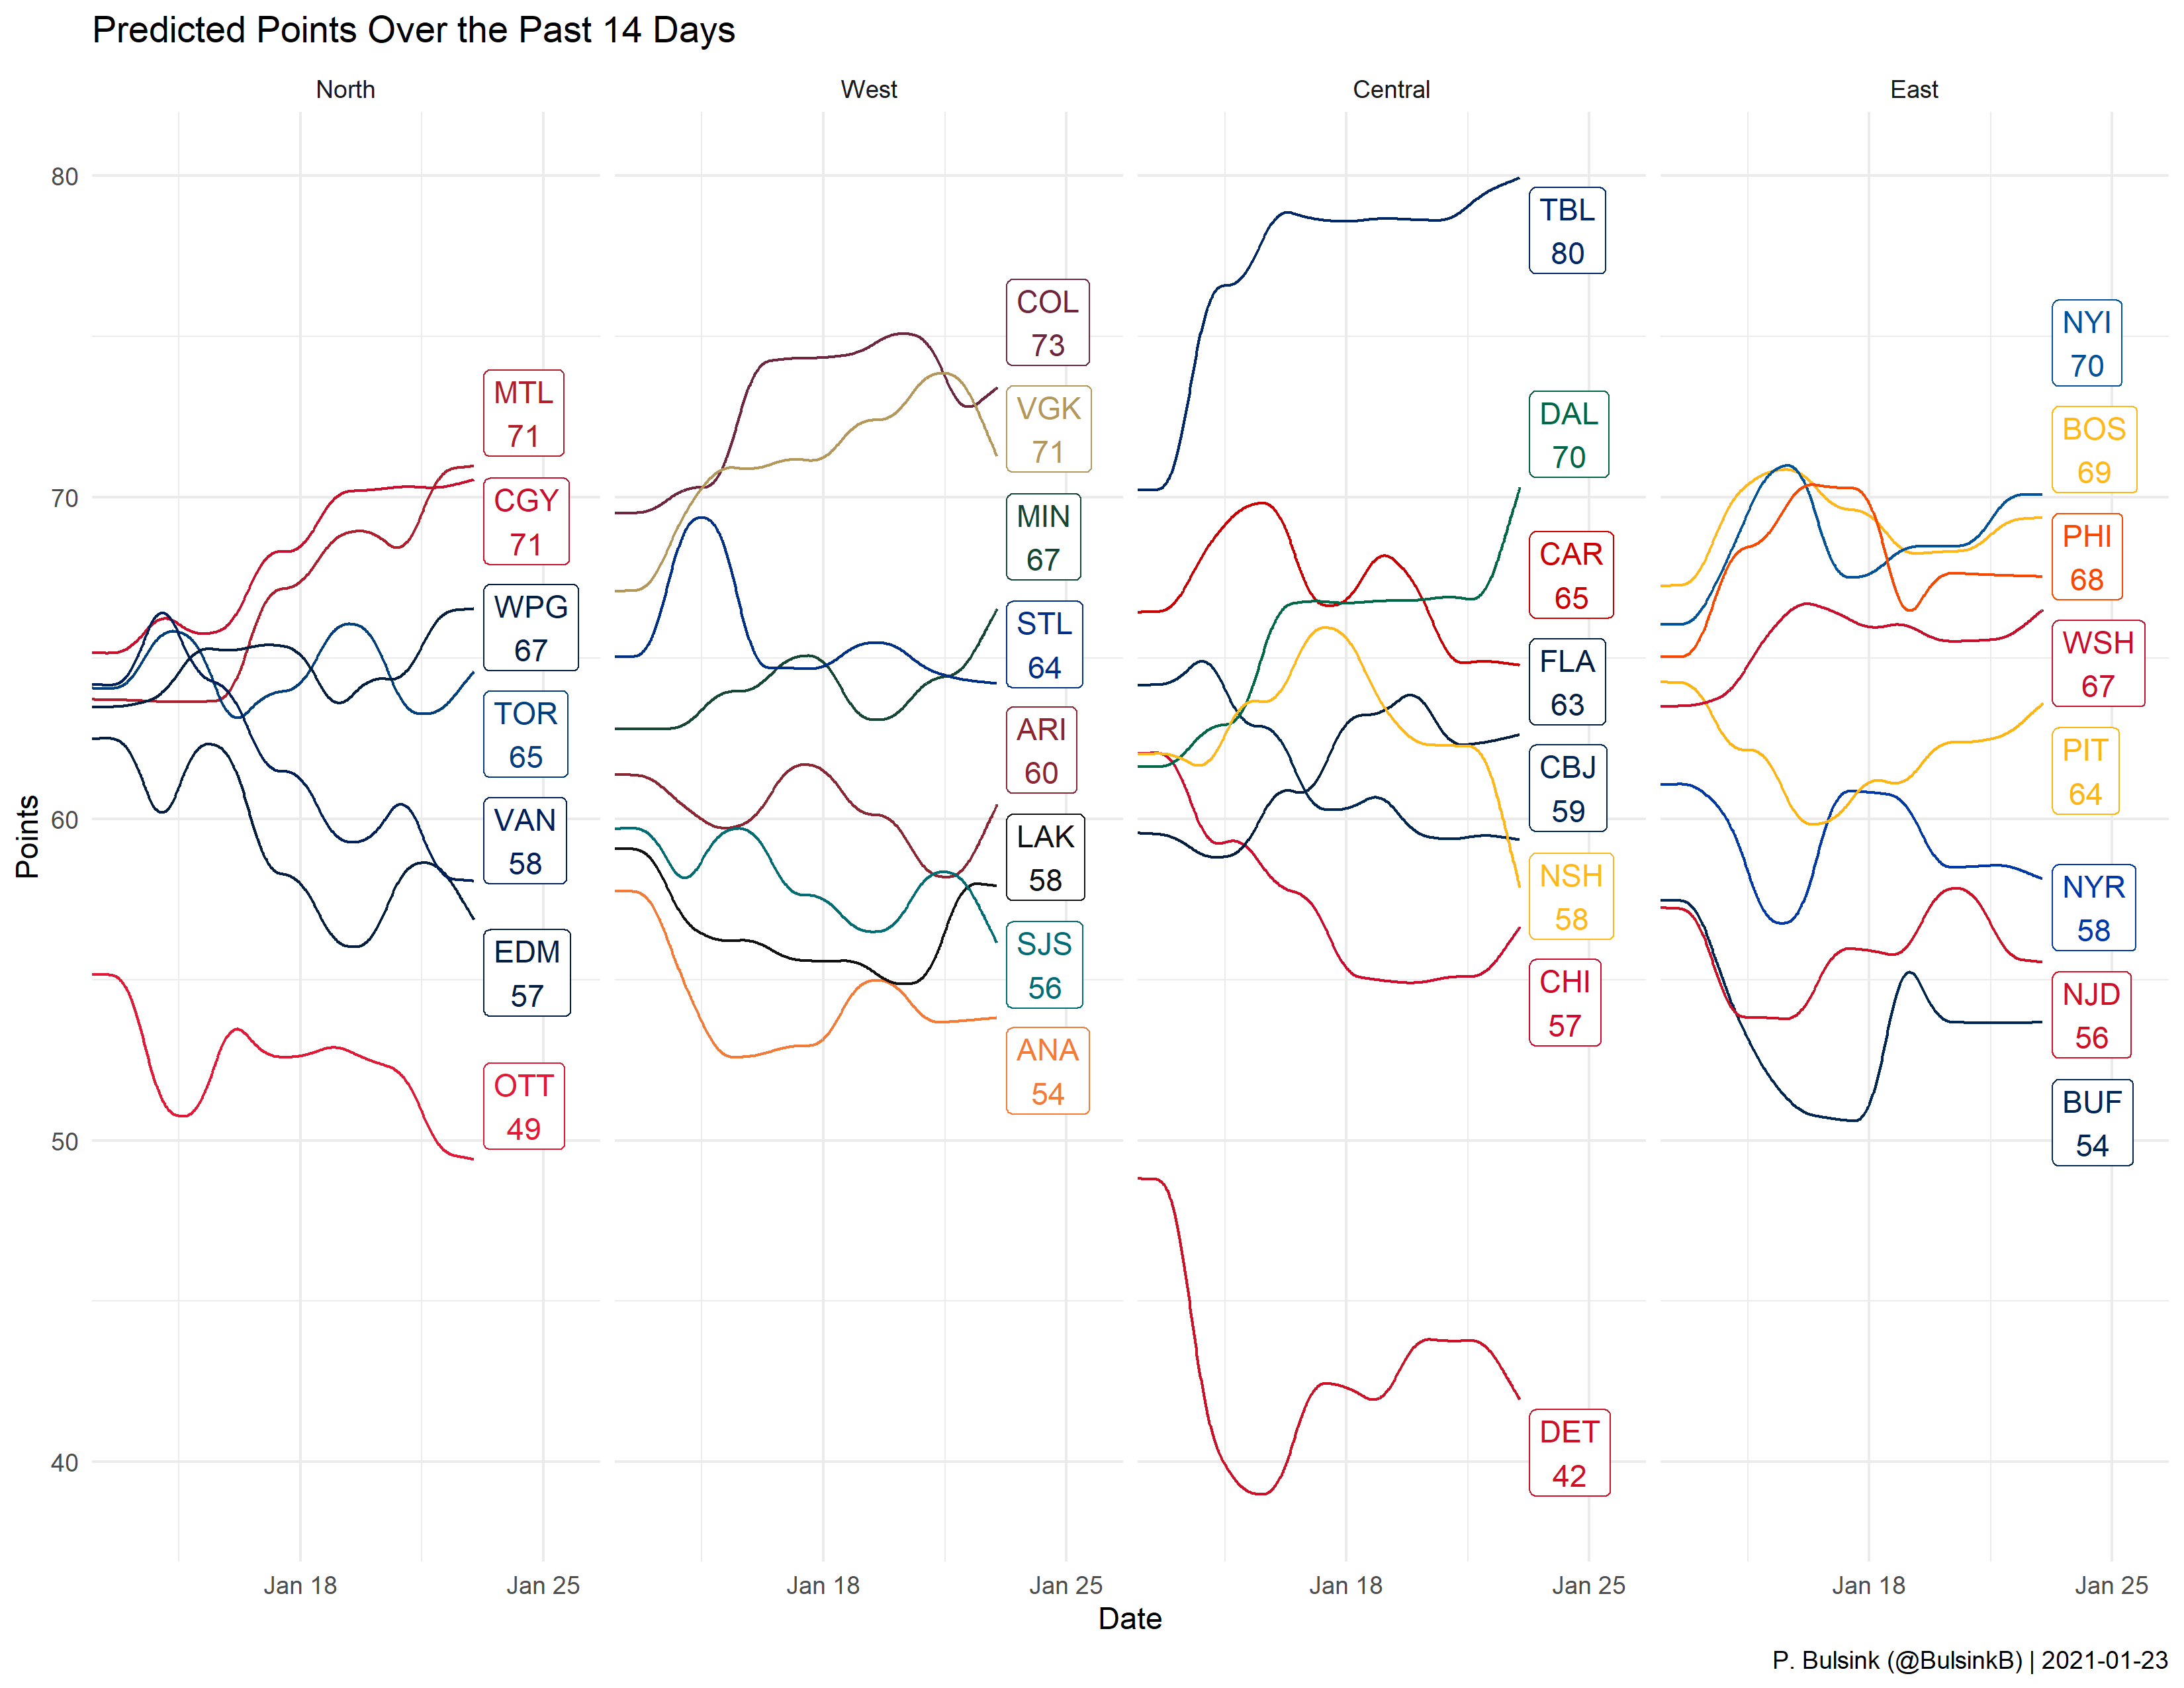 Predicted Points Over the Past 14 Days
North
West
Central
East
Points
80
70
60
50
40
MTL
71
CGY
71
WPG
67
TOR
65
VAN
58
EDM
57
OTT
49
COL
73
VGK
71
MIN
67
STL
64
ARI
60
LAK
58
SJS
56
ANA
54
TBL
80
DAL
70
CAR
65
FLA
63
CBJ
59
NSH
58
CHI
57
DET
42
NYI
70
BOS
69
PHI
68
WSH
67
PIT
64
NYR
58
NJD
56
BUF
54
Jan 18 Jan 25 Jan 18 Jan 25 Jan 18 Jan 25 Jan 18 Jan 25
Date
P. Bulsink (@BulsinkB) | 2021-01-23